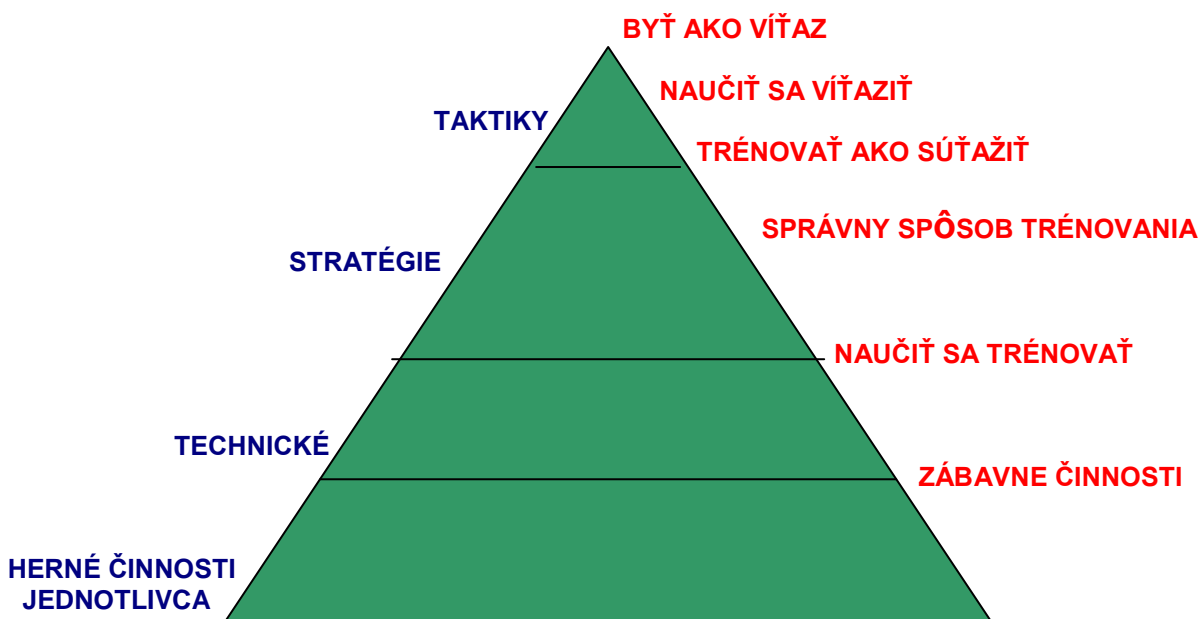 BYŤ AKO VÍŤAZ
NAUČIŤ SA VÍŤAZIŤ
TAKTIKY
TRÉNOVAŤ AKO SÚŤAŽIŤ
SPRÁVNY SPÔSOB TRÉNOVANIA
STRATÉGIE
NAUČIŤ SA TRÉNOVAŤ
TECHNICKÉ
ZÁBAVNE ČINNOSTI
HERNÉ ČINNOSTI
JEDNOTLIVCA